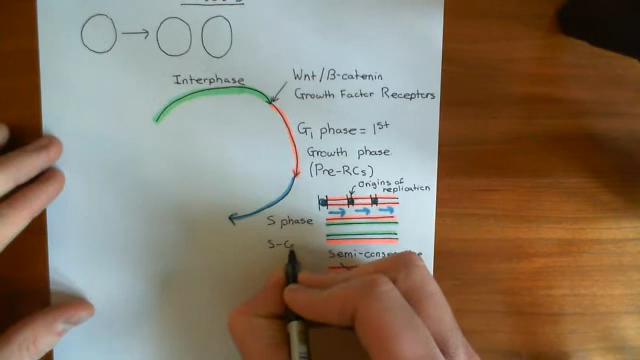 Interphase
Wnt/β-catenin
Growth Factor Receptors
G1 phase = 1st
Growth phase
(Pre-RCs)
Origins of
replication
S phase
S-C